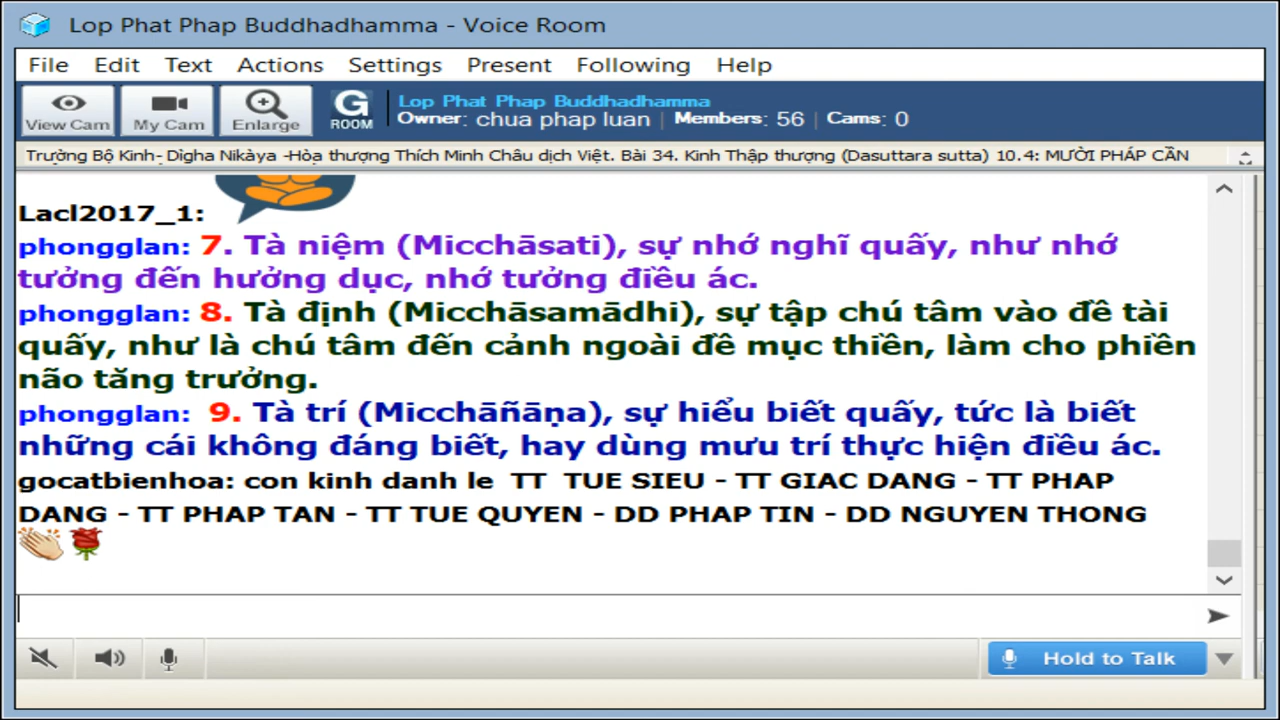 Lop Phat Phap Buddhadhamma - Voice Room
File Edit Text Actions Settings Present Following Help
View Cam My Cam Enlarge G ROOM
Lop Phat Phap Buddhadhamma
Owner: chua phap luan | Members: 56 | Cams: 0
Trường Bộ Kinh- Dìgha Nikàya -Hòạ thượng Thích Minh Châu dịch Việt. Bài 34. Kinh Thập thượng (Dasuttara sutta) 10.4: MƯỜI PHÁP CẦN
Lacl2017_1:
phongglan: 7. Tà niệm (Micchāsati), sự nhớ nghĩ quấy, như nhớ
tưởng đến hưởng dục, nhớ tưởng điều ác.
phongglan: 8. Tà định (Micchāsamādhi), sự tập chú tâm vào đề tài
quấy, như là chú tâm đến cảnh ngoài đề mục thiền, làm cho phiền
não tăng trưởng.
phongglan: 9. Tà trí (Micchāñāṇa), sự hiểu biết quấy, tức là biết
những cái không đáng biết, hay dùng mưu trí thực hiện điều ác.
gocatbienhoa: con kinh danh le TT TUE SIEU - TT GIAC DANG - TT PHAP
DANG - TT PHAP TAN - TT TUE QUYEN - DD PHAP TIN - DD NGUYEN THONG
Hold to Talk